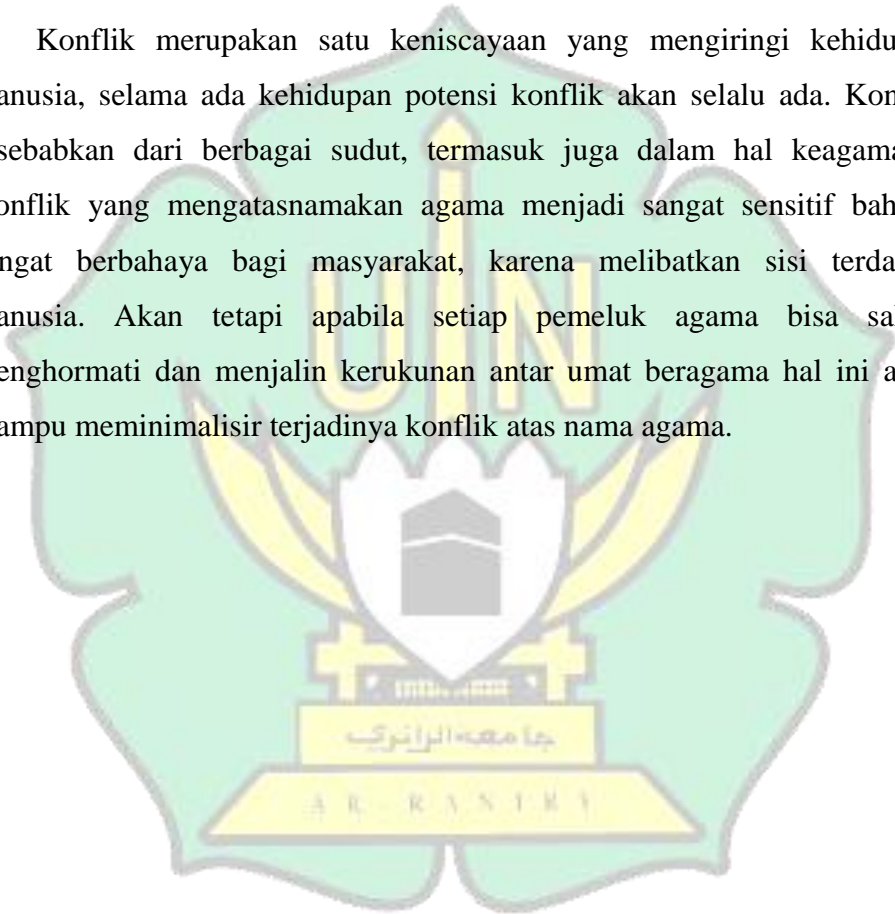 Konflik merupakan satu keniscayaan yang mengiringi kehidu
anusia, selama ada kehidupan potensi konflik akan selalu ada. Kon
sebabkan dari berbagai sudut, termasuk juga dalam hal keagama
onflik yang mengatasnamakan agama menjadi sangat sensitif bah
ngat berbahaya bagi masyarakat, karena melibatkan sisi terda
anusia. Akan tetapi apabila setiap pemeluk agama bisa sal
enghormati dan menjalin kerukunan antar umat beragama hal ini a
ampu meminimalisir terjadinya konflik atas nama agama.
UIN
جامعة الرانري
AR-RANIRY